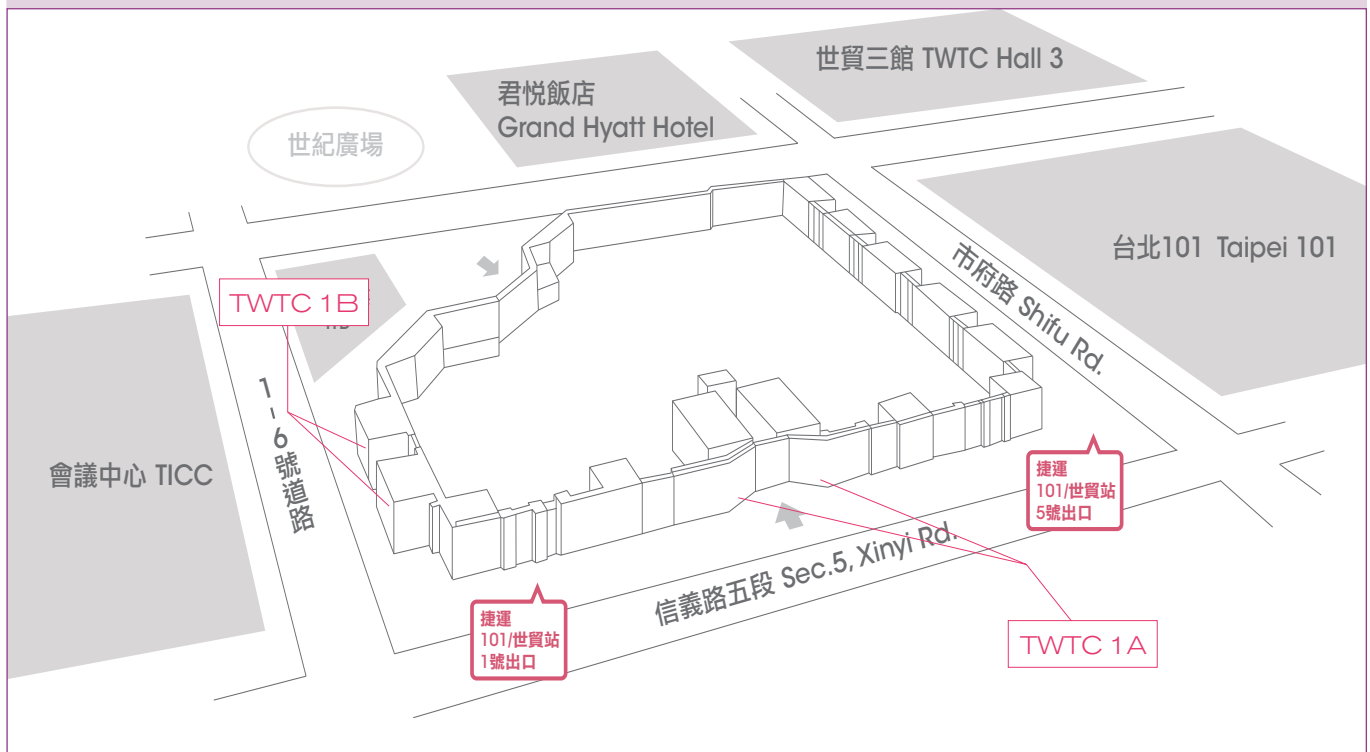 世貿三館 TWTC Hall 3
君悅飯店
Grand Hyatt Hotel
世紀廣場
台北101 Taipei 101
市府路 Shifu Rd.
TWTC 1B
1-6號道路
會議中心 TICC
捷運
101/世貿站
5號出口
信義路五段 Sec.5, Xinyi Rd.
捷運
101/世貿站
1號出口
TWTC 1A